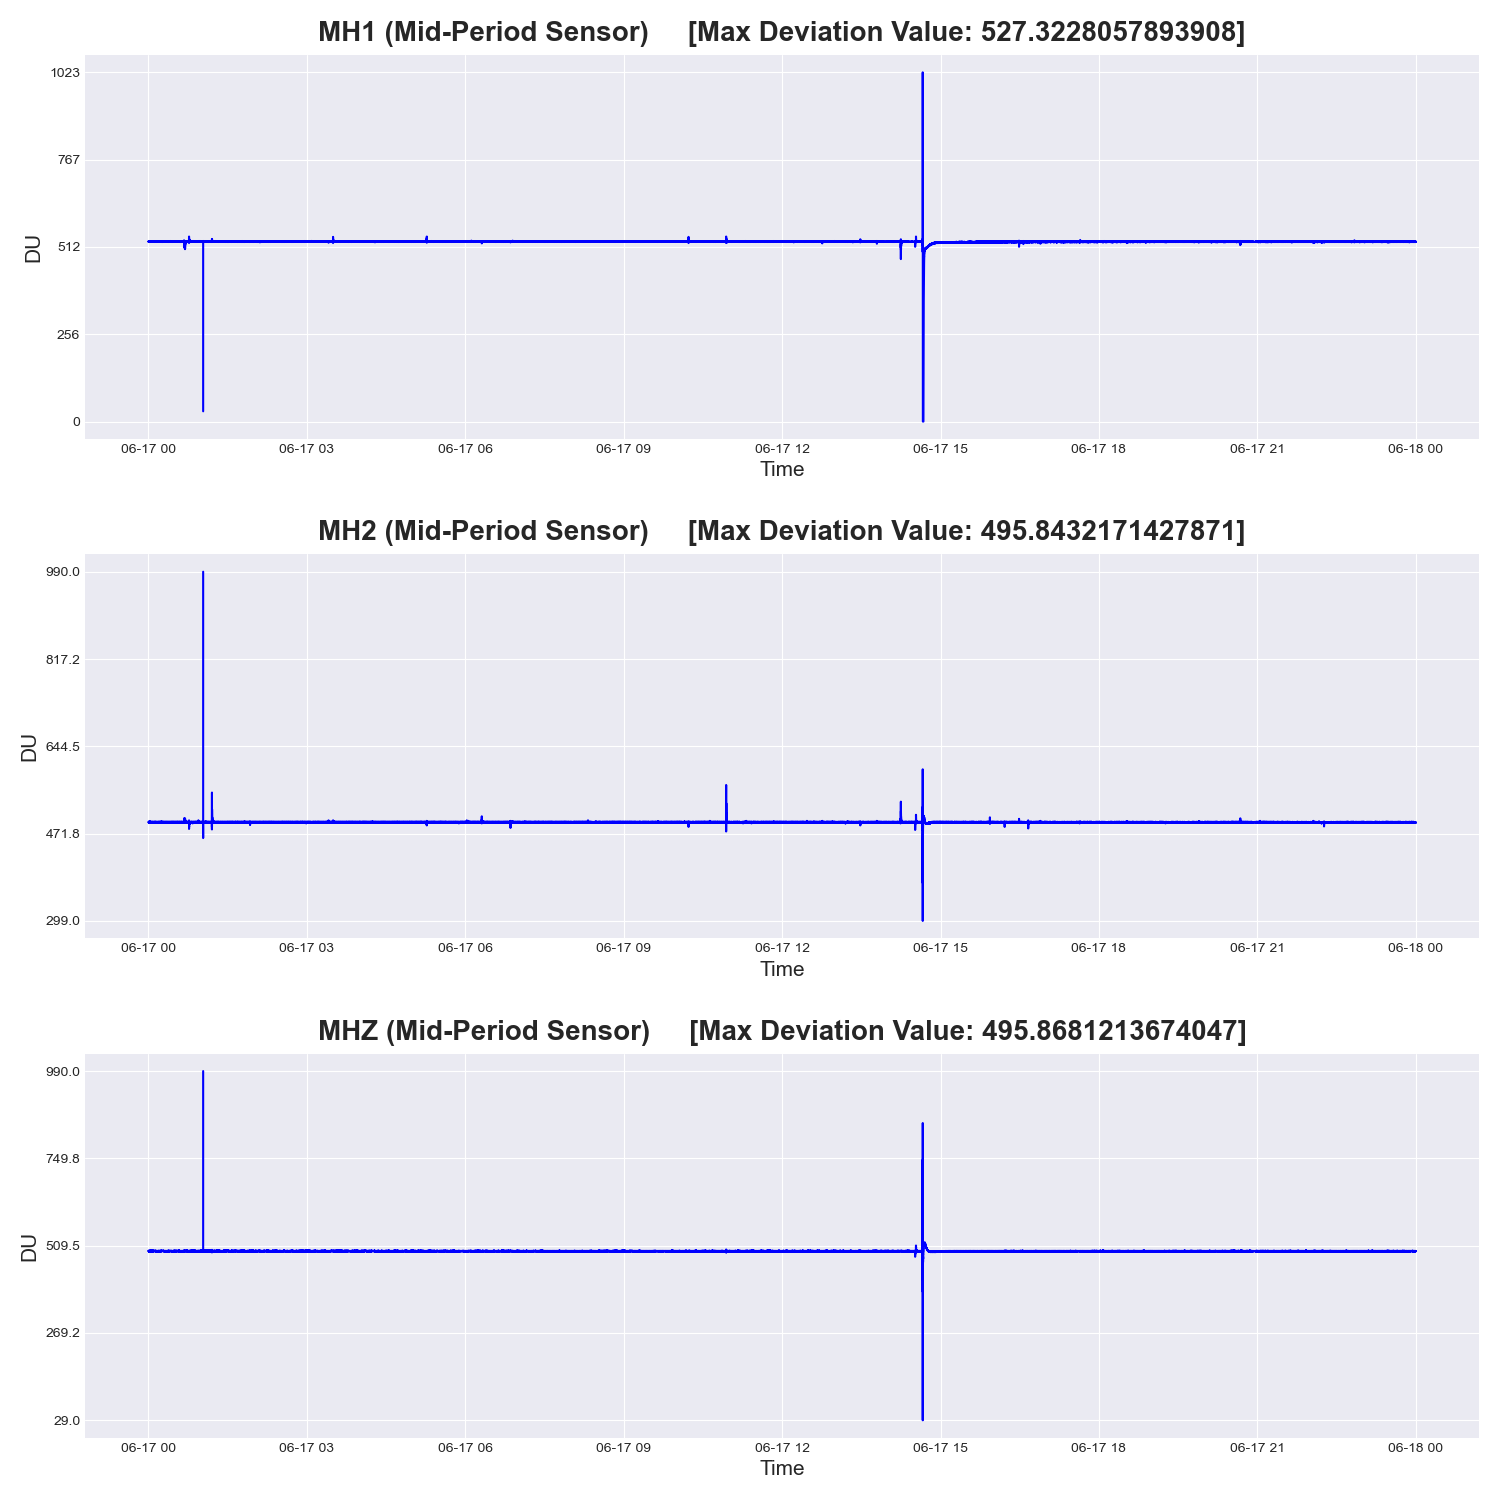 MH1 (Mid-Period Sensor) [Max Deviation Value: 527.3228057893908]
1023
767
512
256
0
DU
06-17 00 06-17 03 06-17 06 06-17 09 06-17 12 06-17 15 06-17 18 06-17 21 06-18 00
Time
MH2 (Mid-Period Sensor) [Max Deviation Value: 495.8432171427871]
990.0
817.2
644.5
471.8
299.0
DU
06-17 00 06-17 03 06-17 06 06-17 09 06-17 12 06-17 15 06-17 18 06-17 21 06-18 00
Time
MHZ (Mid-Period Sensor) [Max Deviation Value: 495.8681213674047]
990.0
749.8
509.5
269.2
29.0
DU
06-17 00 06-17 03 06-17 06 06-17 09 06-17 12 06-17 15 06-17 18 06-17 21 06-18 00
Time